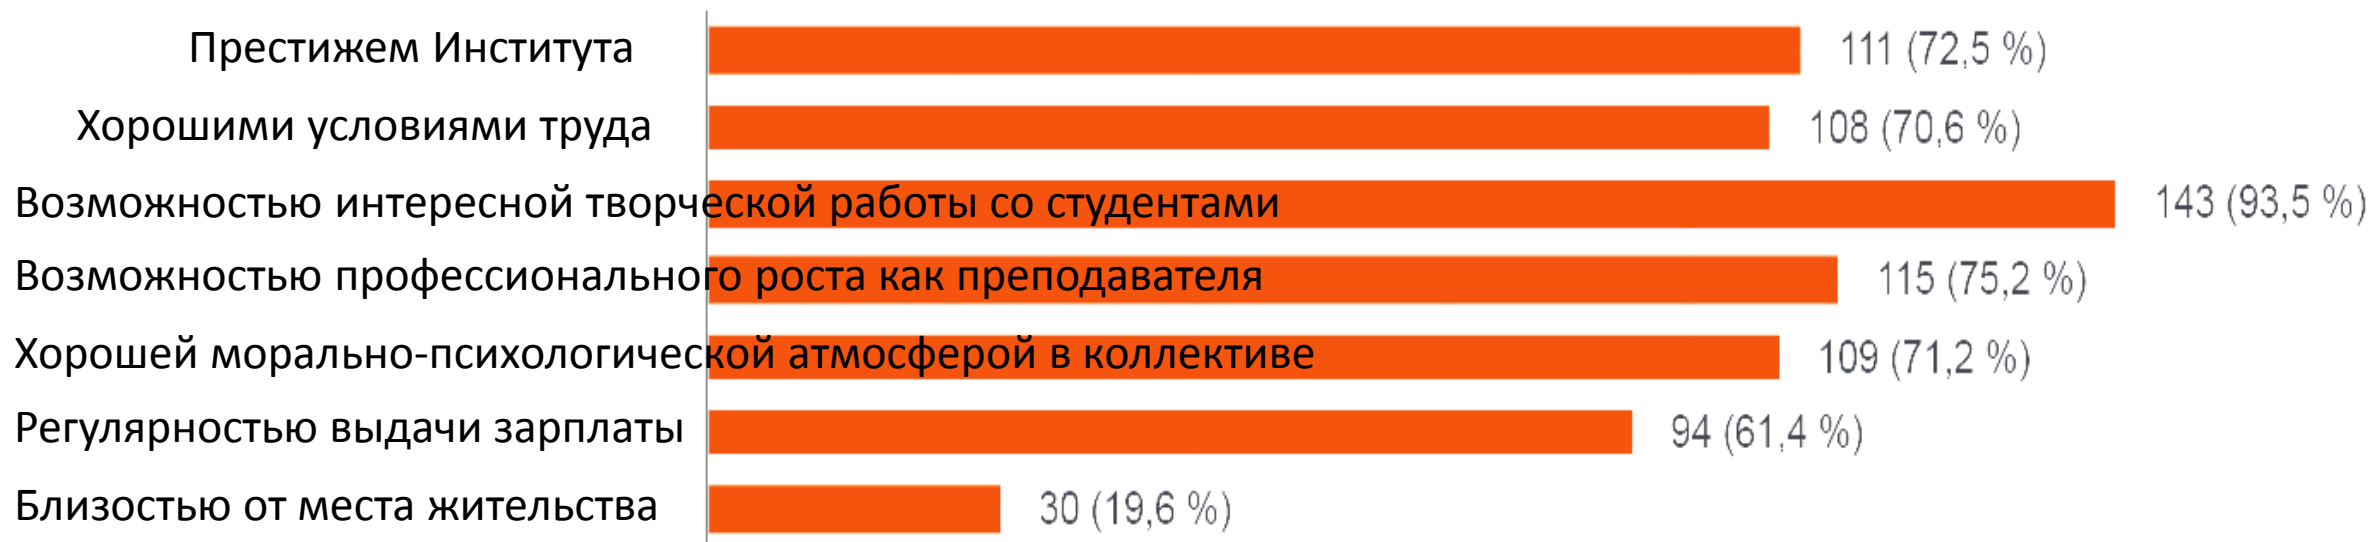 Престижем Института 111 (72,5 %)
Хорошими условиями труда 108 (70,6 %)
Возможностью интересной творческой работы со студентами 143 (93,5 %)
Возможностью профессионального роста как преподавателя 115 (75,2 %)
Хорошей морально-психологической атмосферой в коллективе 109 (71,2 %)
Регулярностью выдачи зарплаты 94 (61,4 %)
Близостью от места жительства 30 (19,6 %)